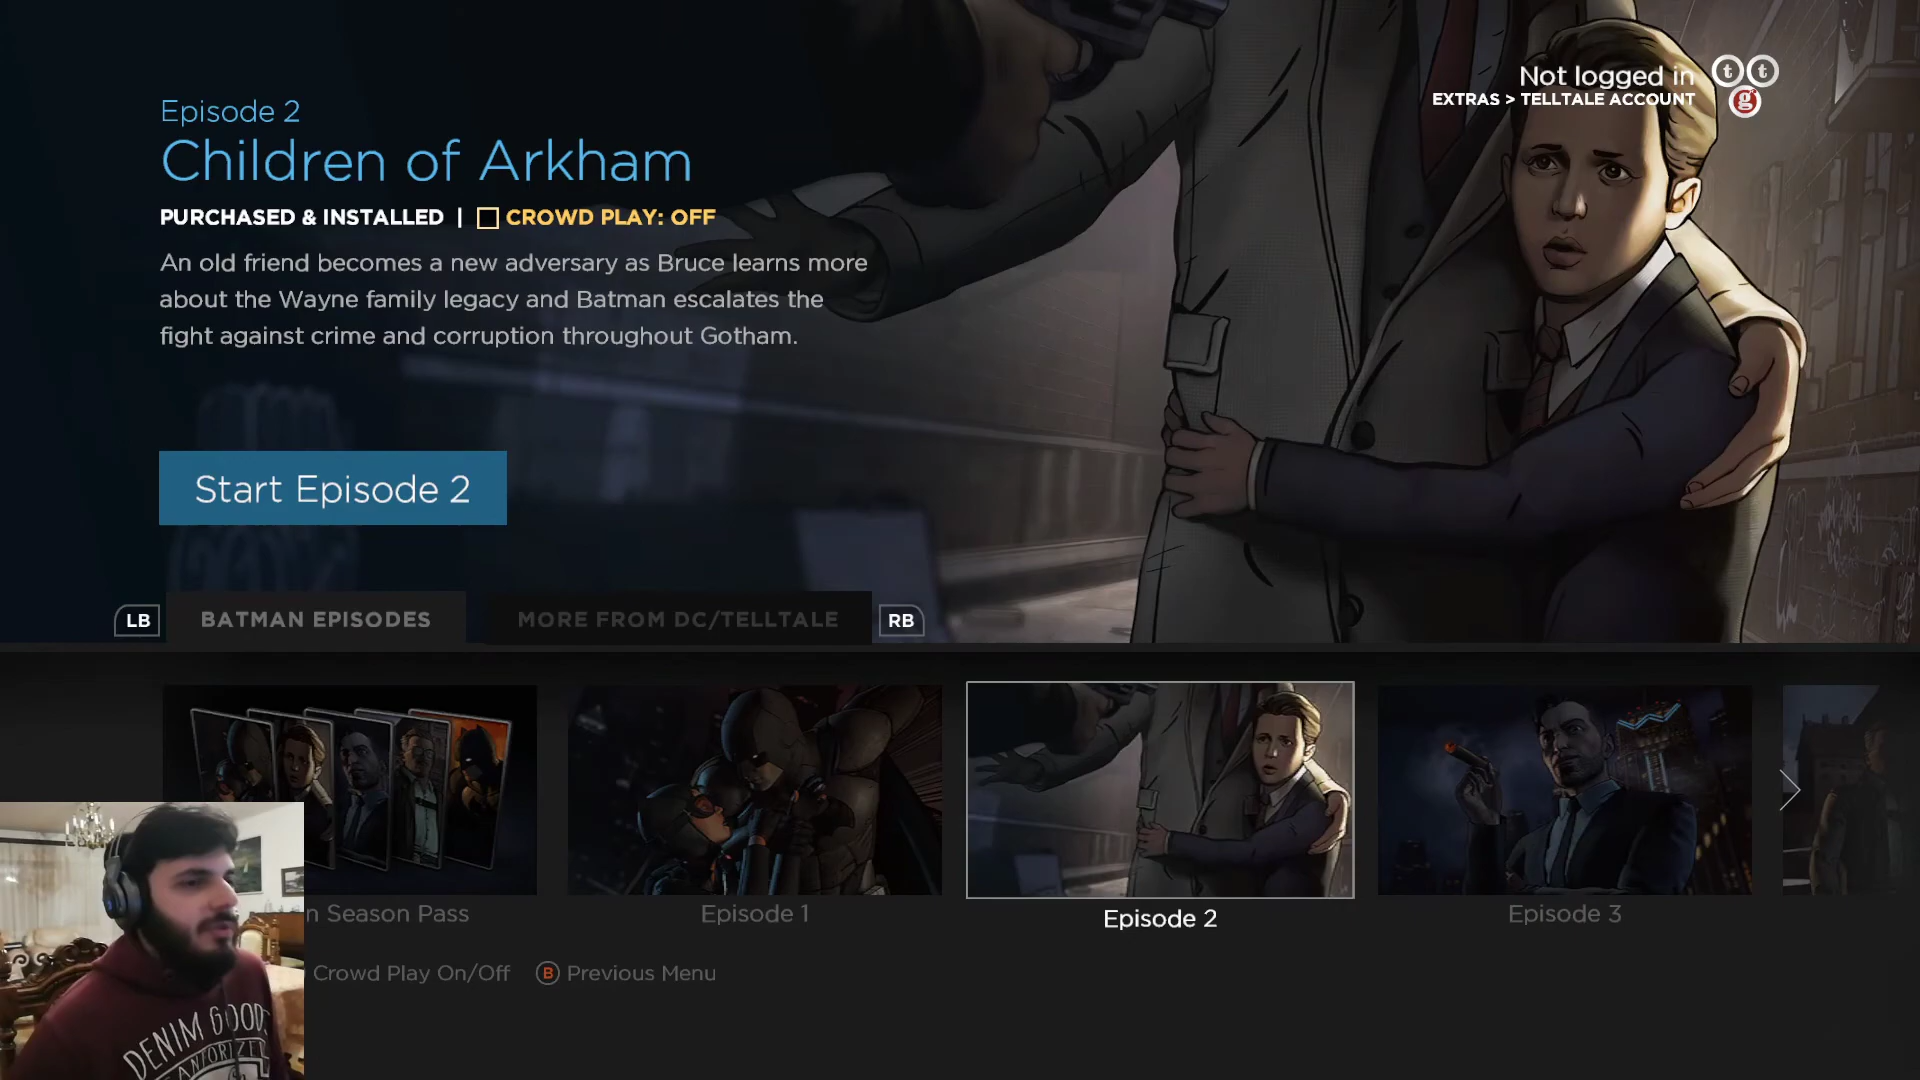 Not logged in
EXTRAS > TELLTALE ACCOUNT
t t
g
Episode 2
Children of Arkham
PURCHASED & INSTALLED | CROWD PLAY: OFF
An old friend becomes a new adversary as Bruce learns more
about the Wayne family legacy and Batman escalates the
fight against crime and corruption throughout Gotham.
Start Episode 2
LB BATMAN EPISODES MORE FROM DC/TELLTALE RB
Season Pass Episode 1 Episode 2 Episode 3
Crowd Play On/Off B Previous Menu
DENIM GOODS